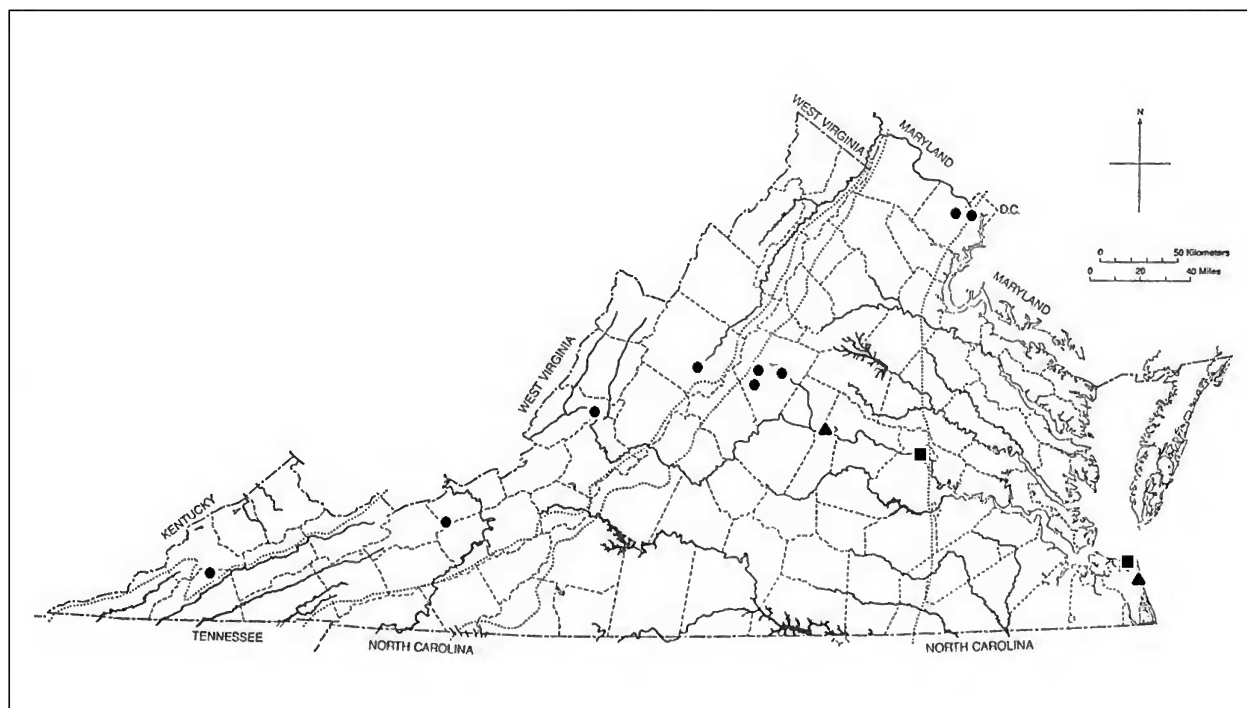 WEST VIRGINIA
MARYLAND
N
D.C.
0 50 Kilometers
0 20 40 Miles
MARYLAND
WEST VIRGINIA
KENTUCKY
TENNESSEE
NORTH CAROLINA
NORTH CAROLINA